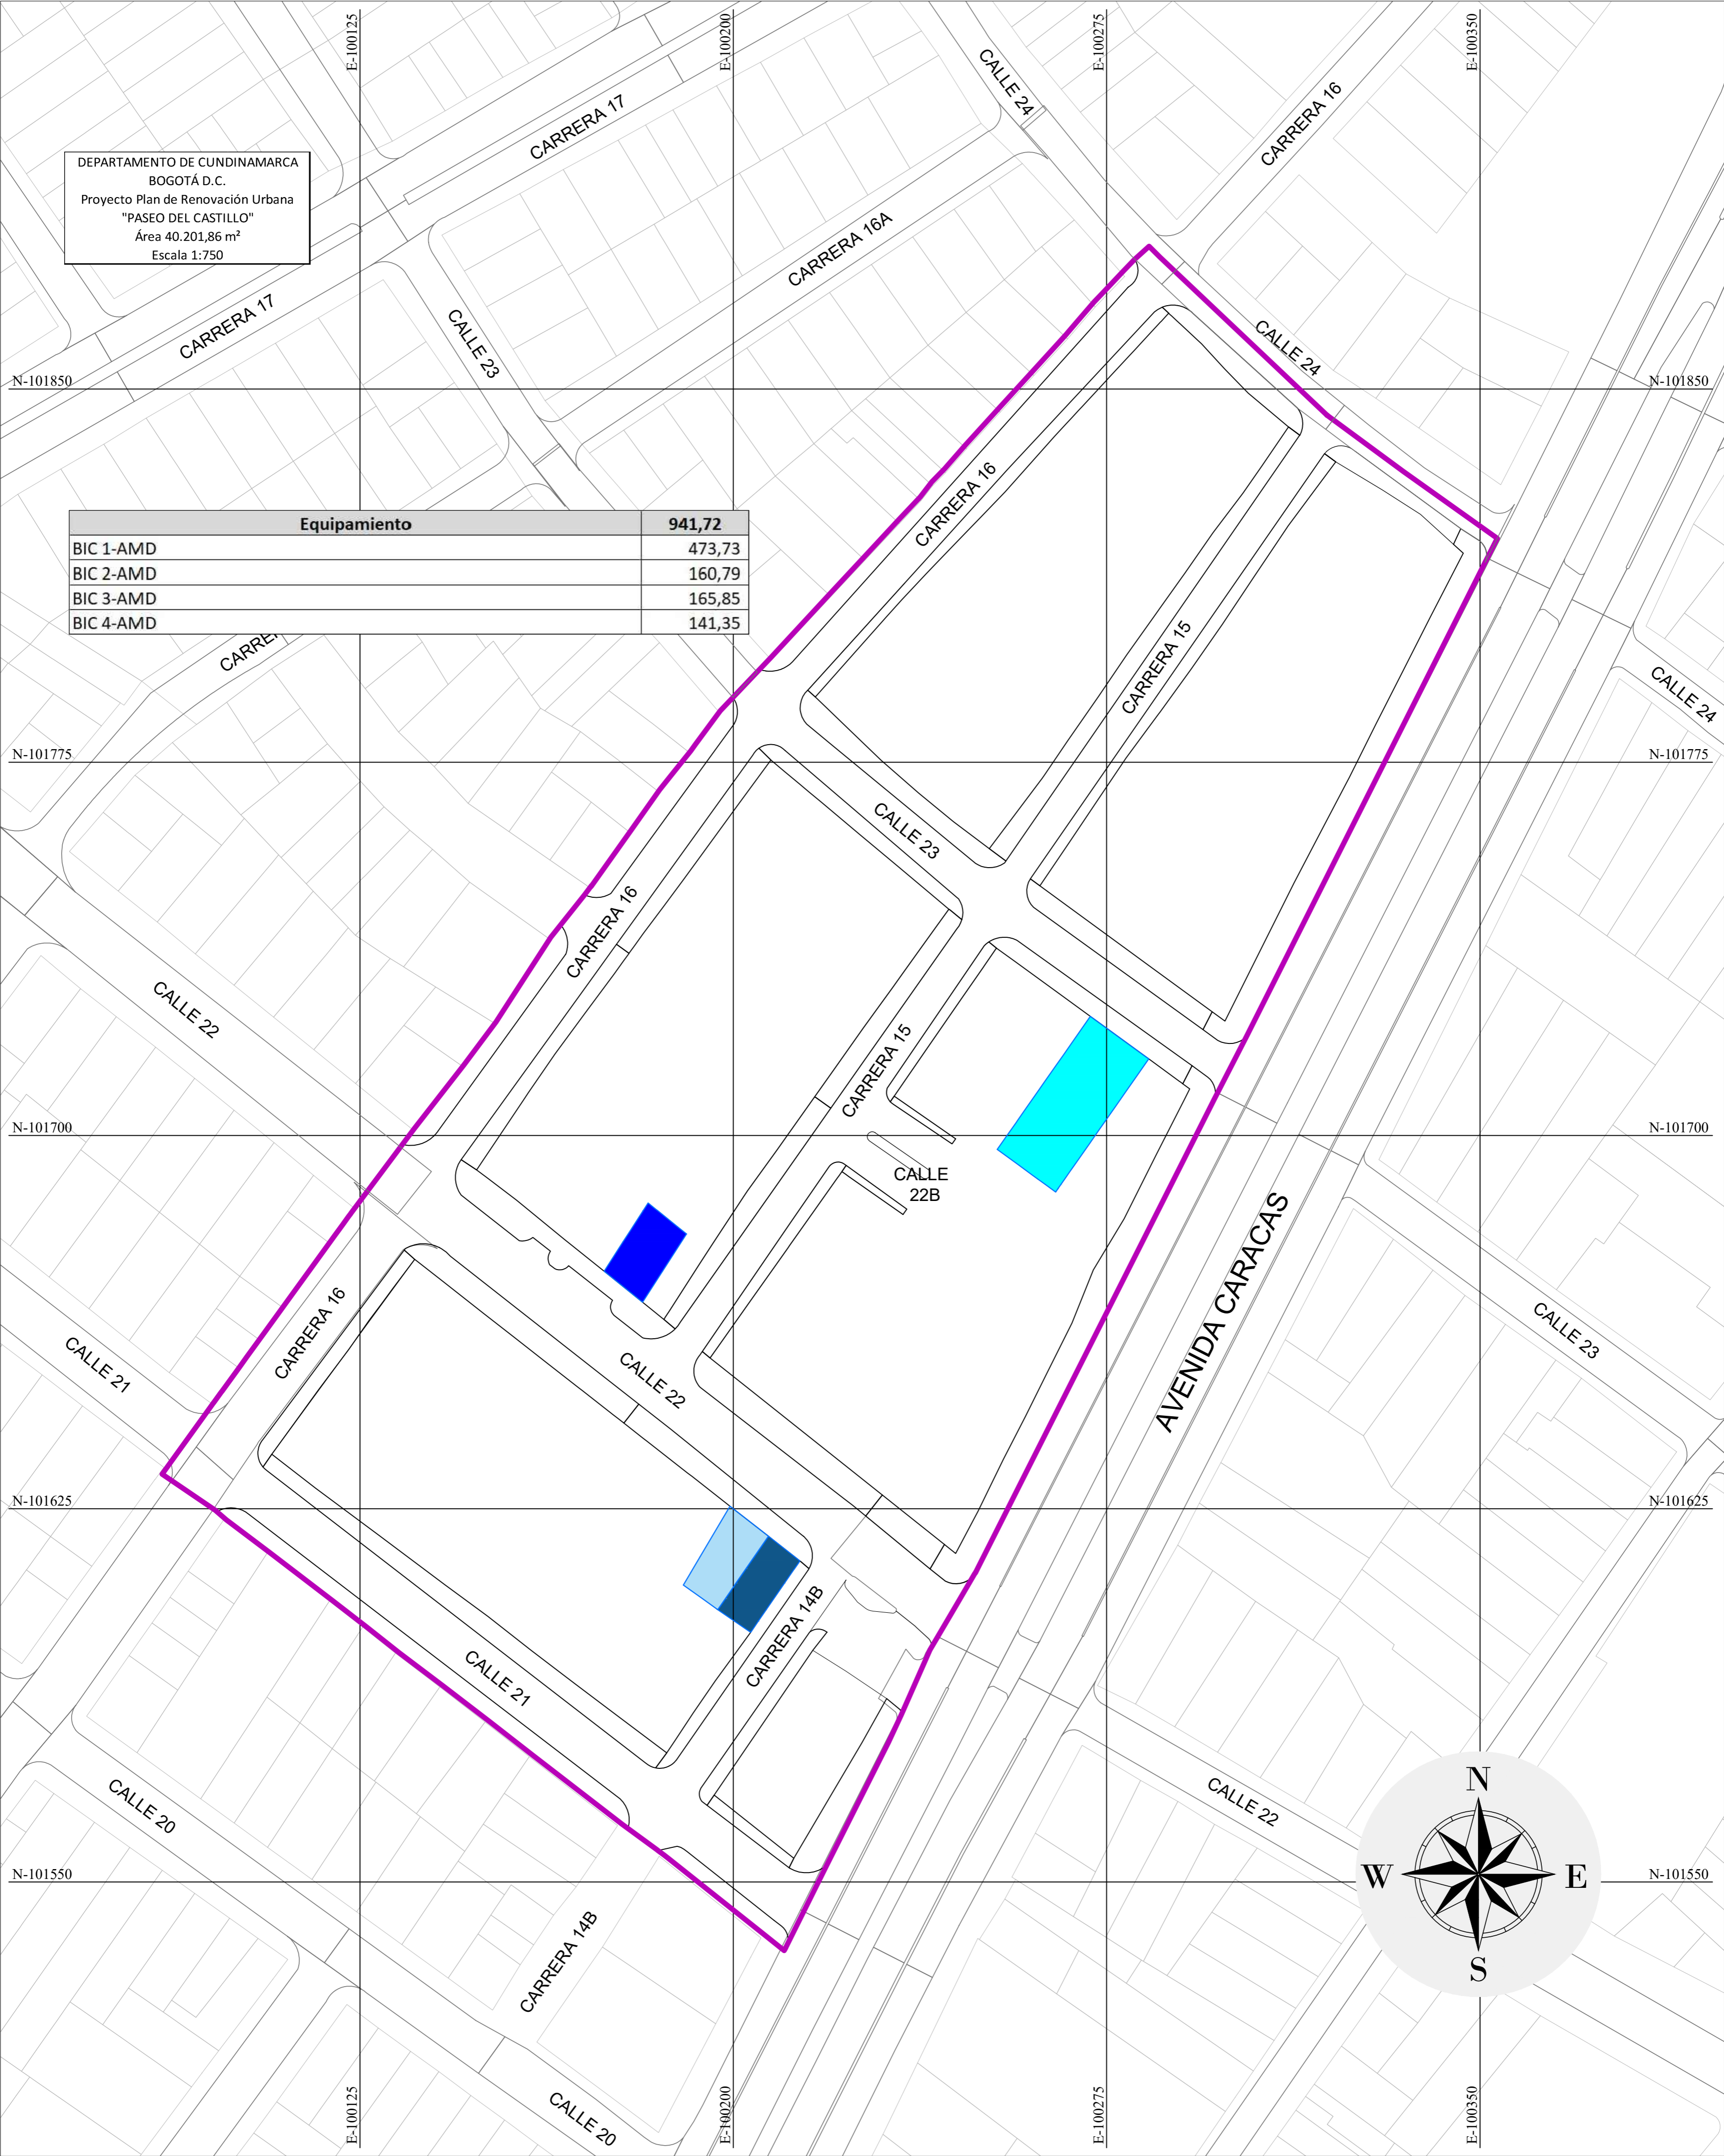 E-100125
E-100200
E-100275
E-100350
CALLE 24
CARRERA 16
CARRERA 17
DEPARTAMENTO DE CUNDINAMARCA
BOGOTÁ D.C.
Proyecto Plan de Renovación Urbana
"PASEO DEL CASTILLO"
Área 40.201,86 m²
Escala 1:750
CARRERA 16A
CARRERA 17
CALLE 23
CALLE 24
N-101850
N-101850
CARRERA 16
Equipamiento 941,72
BIC 1-AMD 473,73
BIC 2-AMD 160,79
BIC 3-AMD 165,85
BIC 4-AMD 141,35
CARRERA 15
CALLE 24
N-101775
N-101775
CALLE 23
CARRERA 16
CALLE 22
CARRERA 15
N-101700
N-101700
CALLE
22B
AVENIDA CARACAS
CARRERA 16
CALLE 23
CALLE 21
CALLE 22
N-101625
N-101625
CARRERA 14B
CALLE 21
CALLE 20
CALLE 22
N
W
E
S
N-101550
N-101550
CARRERA 14B
CALLE 20
E-100125
E-100200
E-100275
E-100350